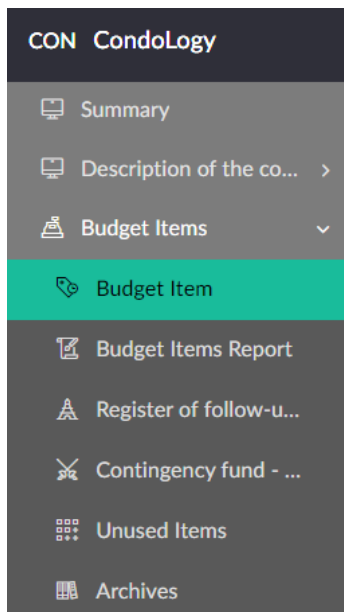 CON CondoLogy
Summary
Description of the co...
Budget Items
Budget Item
Budget Items Report
Register of follow-u...
Contingency fund - ...
Unused Items
Archives